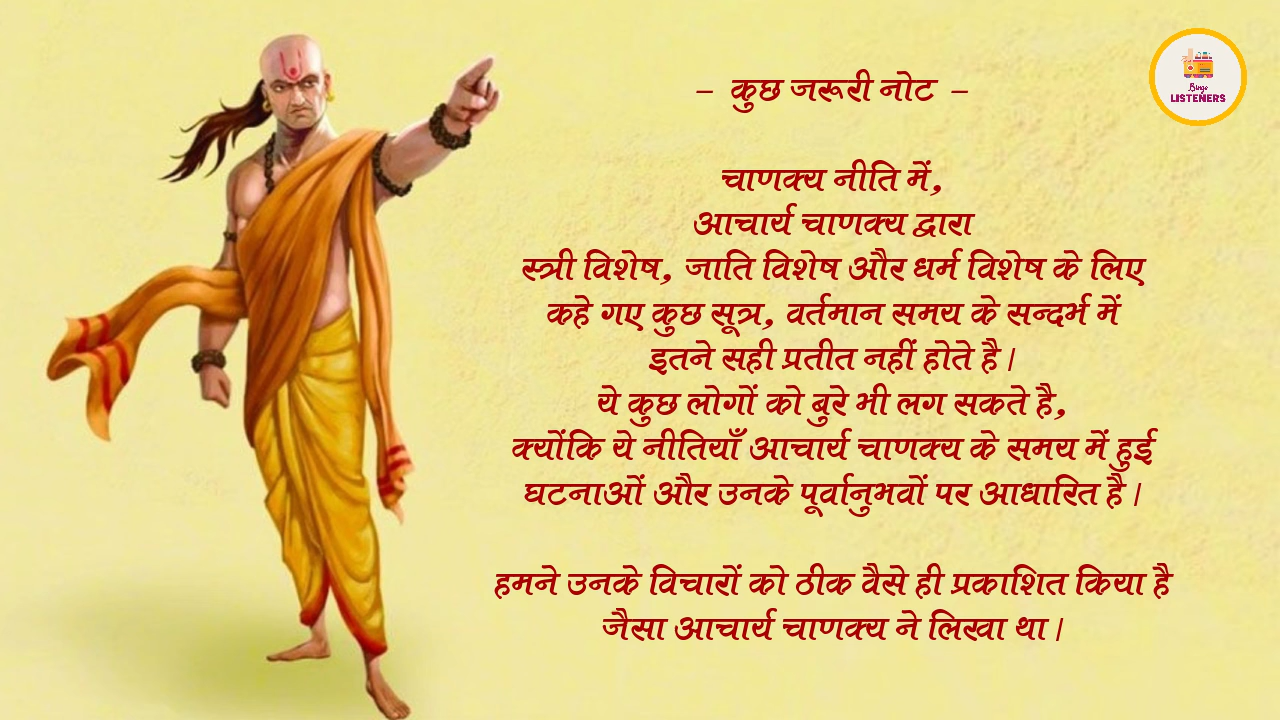 – कुछ जरूरी नोट –
Binge
LISTENERS
चाणक्य नीति में,
आचार्य चाणक्य द्वारा
स्त्री विशेष, जाति विशेष और धर्म विशेष के लिए
कहे गए कुछ सूत्र, वर्तमान समय के सन्दर्भ में
इतने सही प्रतीत नहीं होते है।
ये कुछ लोगों को बुरे भी लग सकते है,
क्योंकि ये नीतियाँ आचार्य चाणक्य के समय में हुई
घटनाओं और उनके पूर्वानुभवों पर आधारित है।
हमने उनके विचारों को ठीक वैसे ही प्रकाशित किया है
जैसा आचार्य चाणक्य ने लिखा था।